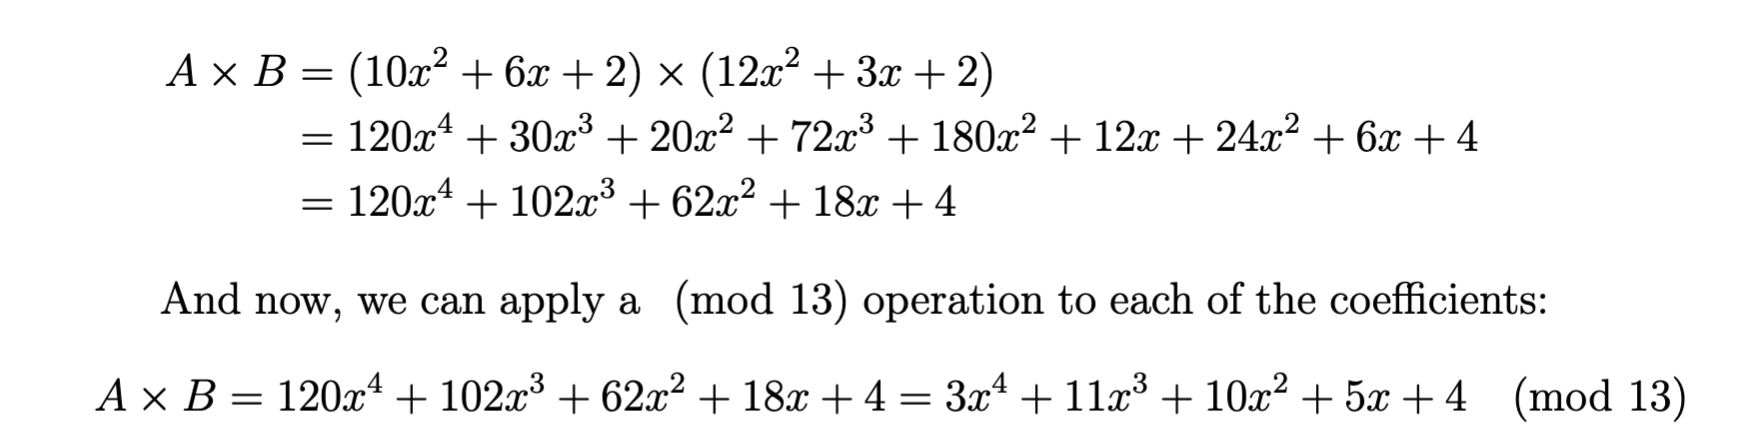 A × B = (10x² + 6x + 2) × (12x² + 3x + 2)
= 120x⁴ + 30x³ + 20x² + 72x³ + 180x² + 12x + 24x² + 6x + 4
= 120x⁴ + 102x³ + 62x² + 18x + 4
And now, we can apply a (mod 13) operation to each of the coefficients:
A × B = 120x⁴ + 102x³ + 62x² + 18x + 4 = 3x⁴ + 11x³ + 10x² + 5x + 4 (mod 13)